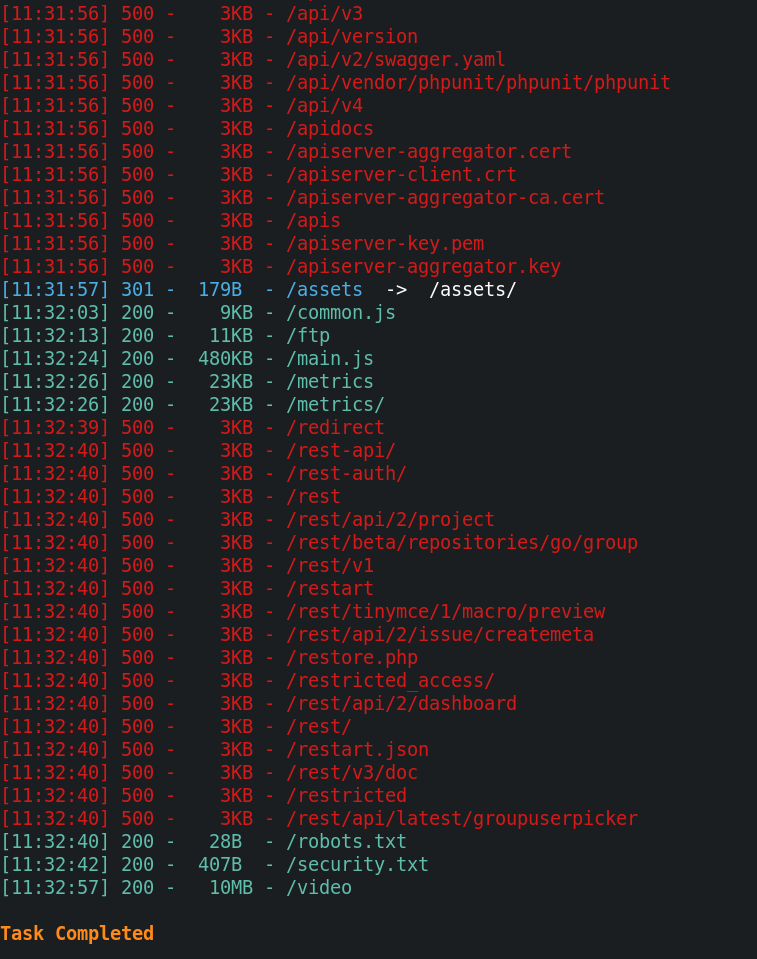 [11:31:56] 500 -    3KB - /api/v3
[11:31:56] 500 -    3KB - /api/version
[11:31:56] 500 -    3KB - /api/v2/swagger.yaml
[11:31:56] 500 -    3KB - /api/vendor/phpunit/phpunit/phpunit
[11:31:56] 500 -    3KB - /api/v4
[11:31:56] 500 -    3KB - /apidocs
[11:31:56] 500 -    3KB - /apiserver-aggregator.cert
[11:31:56] 500 -    3KB - /apiserver-client.crt
[11:31:56] 500 -    3KB - /apiserver-aggregator-ca.cert
[11:31:56] 500 -    3KB - /apis
[11:31:56] 500 -    3KB - /apiserver-key.pem
[11:31:56] 500 -    3KB - /apiserver-aggregator.key
[11:31:57] 301 -  179B  - /assets  ->  /assets/
[11:32:03] 200 -    9KB - /common.js
[11:32:13] 200 -   11KB - /ftp
[11:32:24] 200 -  480KB - /main.js
[11:32:26] 200 -   23KB - /metrics
[11:32:26] 200 -   23KB - /metrics/
[11:32:39] 500 -    3KB - /redirect
[11:32:40] 500 -    3KB - /rest-api/
[11:32:40] 500 -    3KB - /rest-auth/
[11:32:40] 500 -    3KB - /rest
[11:32:40] 500 -    3KB - /rest/api/2/project
[11:32:40] 500 -    3KB - /rest/beta/repositories/go/group
[11:32:40] 500 -    3KB - /rest/v1
[11:32:40] 500 -    3KB - /restart
[11:32:40] 500 -    3KB - /rest/tinymce/1/macro/preview
[11:32:40] 500 -    3KB - /rest/api/2/issue/createmeta
[11:32:40] 500 -    3KB - /restore.php
[11:32:40] 500 -    3KB - /restricted_access/
[11:32:40] 500 -    3KB - /rest/api/2/dashboard
[11:32:40] 500 -    3KB - /rest/
[11:32:40] 500 -    3KB - /restart.json
[11:32:40] 500 -    3KB - /rest/v3/doc
[11:32:40] 500 -    3KB - /restricted
[11:32:40] 500 -    3KB - /rest/api/latest/groupuserpicker
[11:32:40] 200 -   28B  - /robots.txt
[11:32:42] 200 -  407B  - /security.txt
[11:32:57] 200 -   10MB - /video
Task Completed